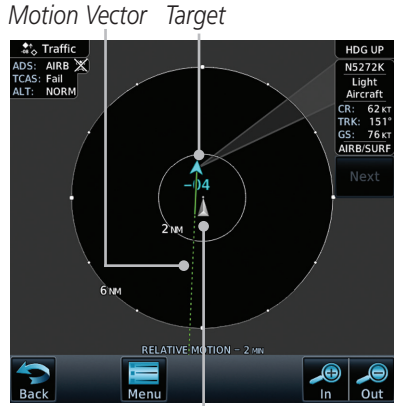 Motion Vector Target
Traffic
ADS: AIRB
TCAS: Fail
ALT: NORM
HDG UP
N5272K
Light
Aircraft
CR: 62 KT
TRK: 151°
GS: 76 KT
AIRB/SURF
Next
-04
2 NM
6 NM
RELATIVE MOTION - 2 MIN
Back
Menu
In
Out